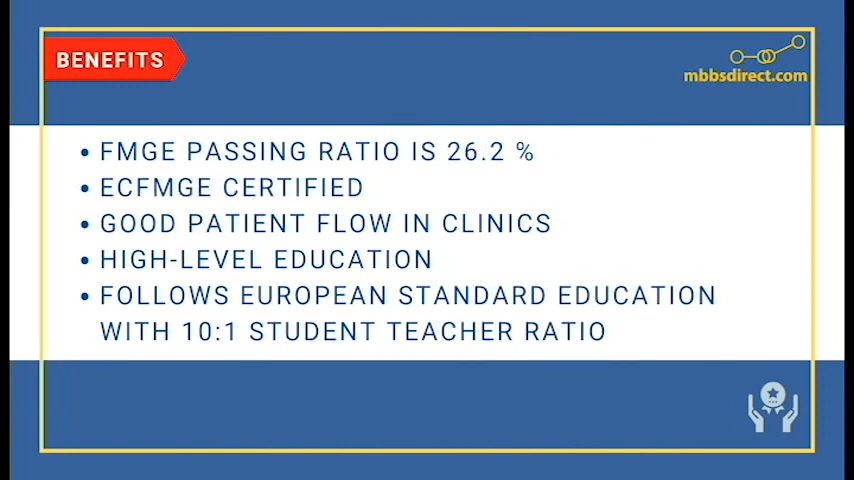 BENEFITS
mbbsdirect.com
• FMGE PASSING RATIO IS 26.2 %
• ECFMGE CERTIFIED
• GOOD PATIENT FLOW IN CLINICS
• HIGH-LEVEL EDUCATION
• FOLLOWS EUROPEAN STANDARD EDUCATION
WITH 10:1 STUDENT TEACHER RATIO